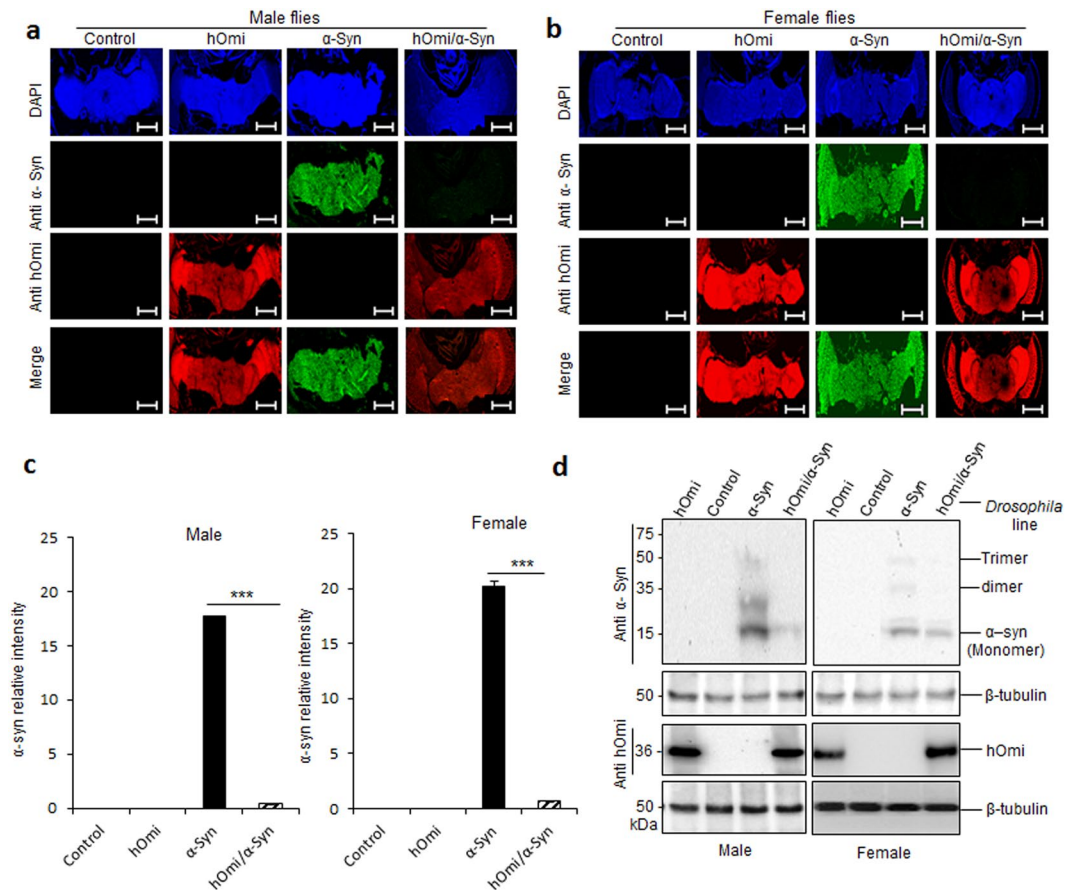 a
Male flies
Control hOmi α-Syn hOmi/α-Syn
DAPI
Anti α- Syn
Anti hOmi
Merge
b
Female flies
Control hOmi α-Syn hOmi/α-Syn
DAPI
Anti α- Syn
Anti hOmi
Merge
c
Male
α-syn relative intensity
25
20
15
10
5
0
***
Control hOmi α-Syn hOmi/α-Syn
Female
α-syn relative intensity
25
20
15
10
5
0
***
Control hOmi α-Syn hOmi/α-Syn
d
hOmi Control α-Syn hOmi/α-Syn hOmi Control α-Syn hOmi/α-Syn
Drosophila
line
Anti α- Syn
75
50
35
15
Trimer
dimer
α–syn
(Monomer)
50 β-tubulin
Anti hOmi
36 hOmi
50 β-tubulin
kDa
Male Female